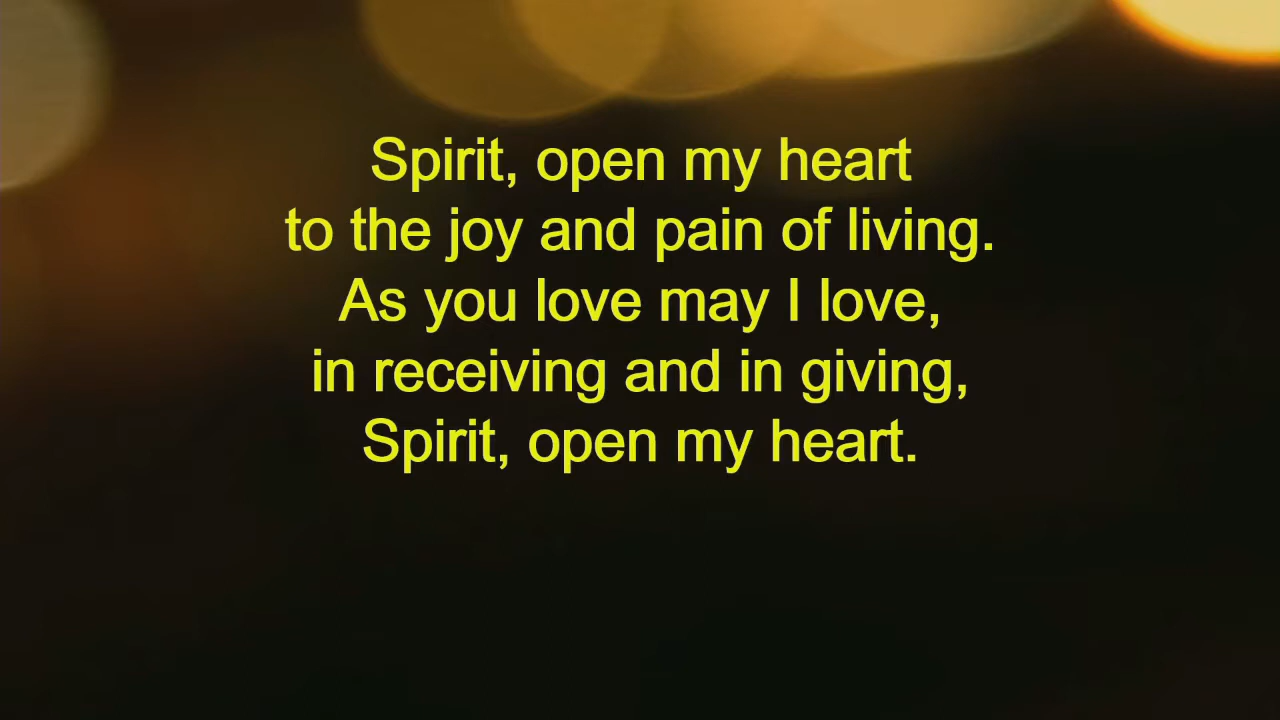 Spirit, open my heart
to the joy and pain of living.
As you love may I love,
in receiving and in giving,
Spirit, open my heart.